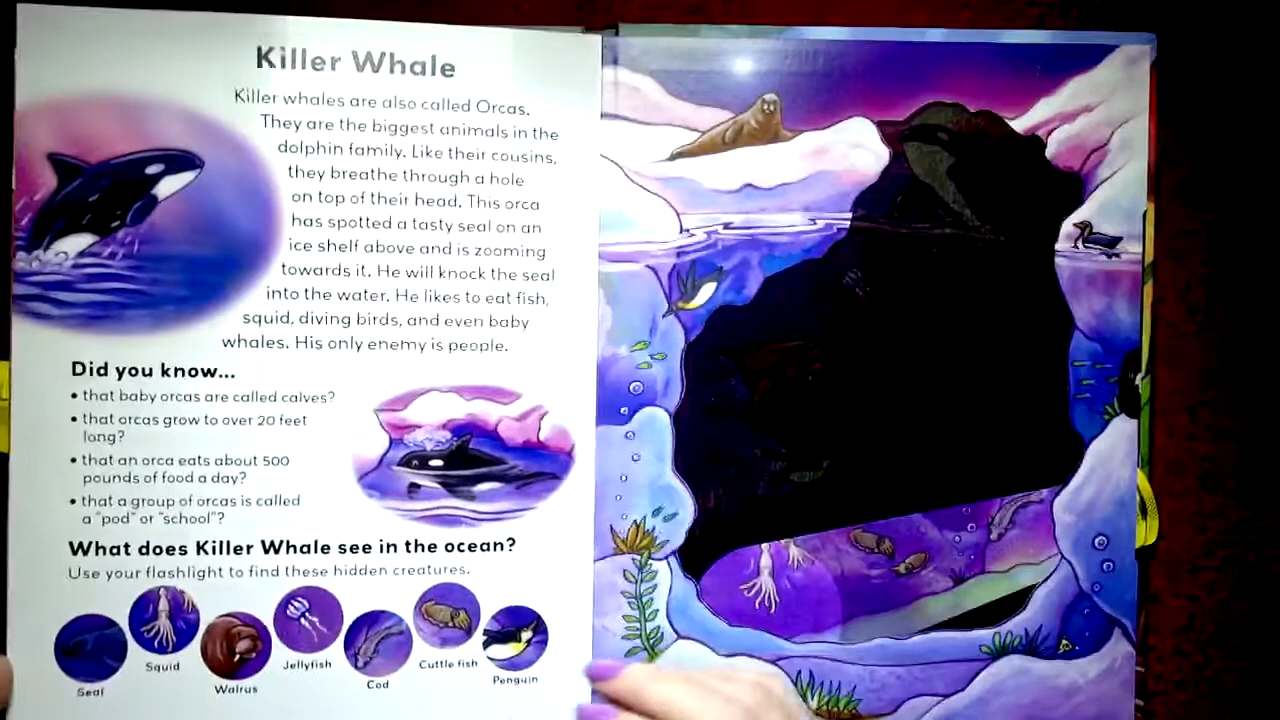 Killer Whale
Killer whales are also called Orcas.
They are the biggest animals in the
dolphin family. Like their cousins,
they breathe through a hole
on top of their head. This orca
has spotted a tasty seal on an
ice shelf above and is zooming
towards it. He will knock the seal
into the water. He likes to eat fish,
squid, diving birds, and even baby
whales. His only enemy is people.
Did you know...
• that baby orcas are called calves?
• that orcas grow to over 20 feet
long?
• that an orca eats about 500
pounds of food a day?
• that a group of orcas is called
a "pod" or "school"?
What does Killer Whale see in the ocean?
Use your flashlight to find these hidden creatures.
Seal
Squid
Walrus
Jellyfish
Cod
Cuttle fish
Penguin